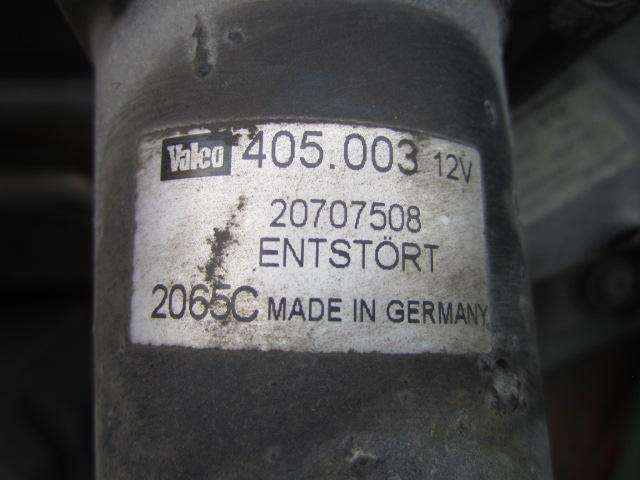 Valeo 405.003 12V
20707508
ENTSTÖRT
2065C MADE IN GERMANY